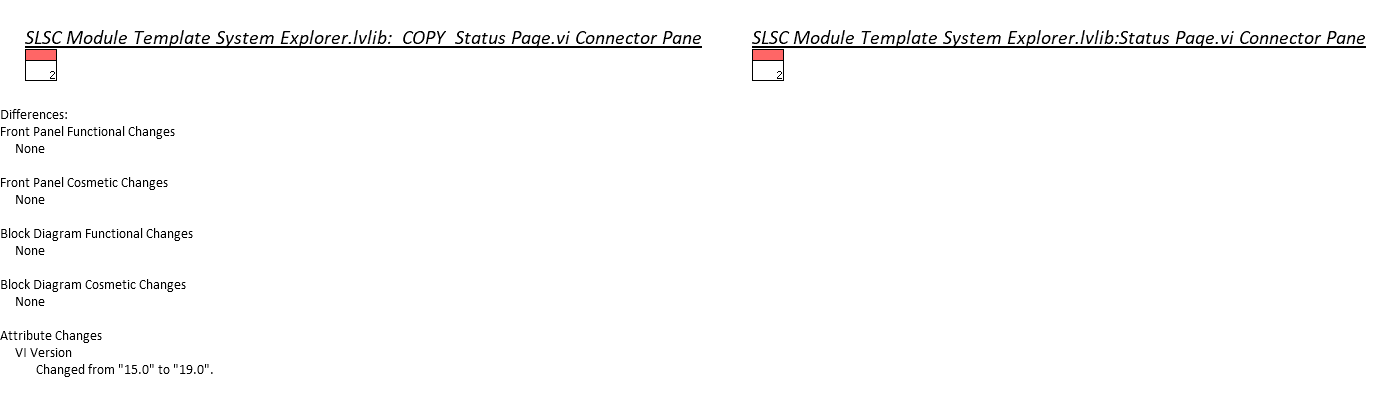 SLSC Module Template System Explorer.lvlib:  COPY  Status Page.vi Connector Pane
SLSC Module Template System Explorer.lvlib:Status Page.vi Connector Pane
2
2
Differences:
Front Panel Functional Changes
None
Front Panel Cosmetic Changes
None
Block Diagram Functional Changes
None
Block Diagram Cosmetic Changes
None
Attribute Changes
VI Version
Changed from "15.0" to "19.0".